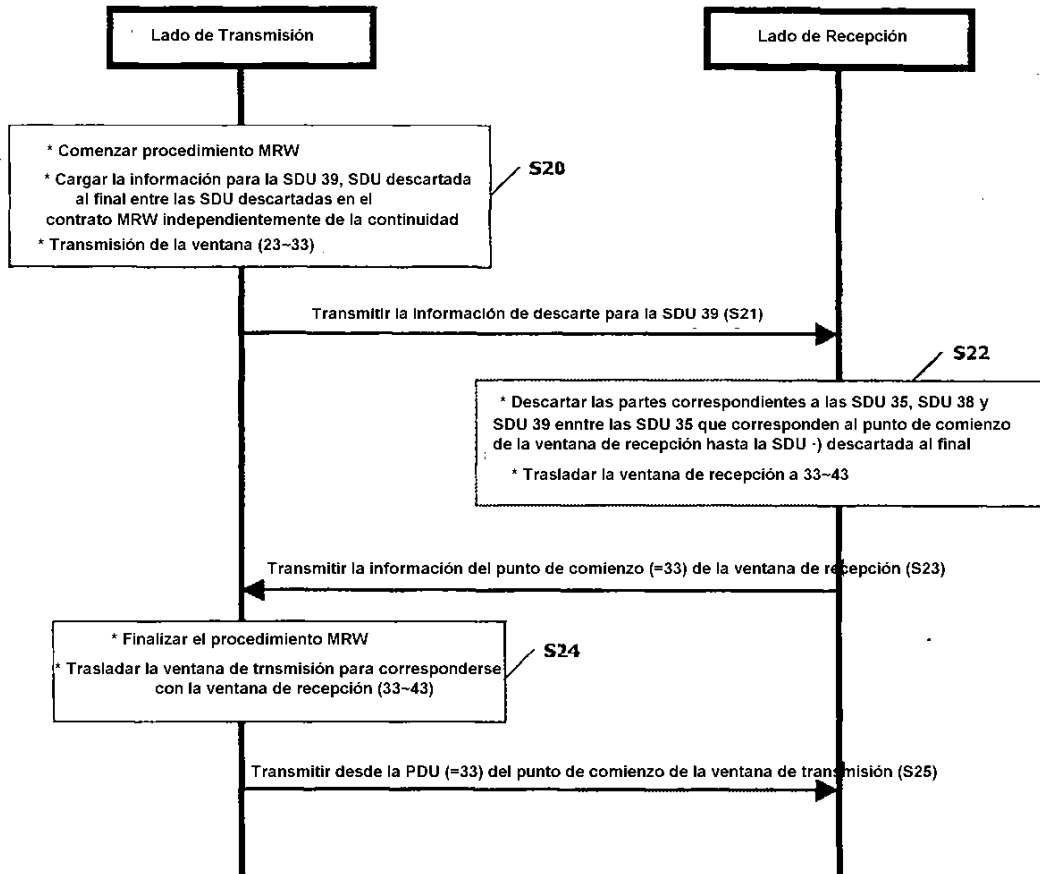 Lado de Transmisión
Lado de Recepción
* Comenzar procedimiento MRW
* Cargar la información para la SDU 39, SDU descartada
al final entre las SDU descartadas en el
contrato MRW independientemente de la continuidad
* Transmisión de la ventana (23~33)
S20
Transmitir la información de descarte para la SDU 39 (S21)
S22
* Descartar las partes correspondientes a las SDU 35, SDU 38 y
SDU 39 enntre las SDU 35 que corresponden al punto de comienzo
de la ventana de recepción hasta la SDU -) descartada al final
* Trasladar la ventana de recepción a 33~43
Transmitir la información del punto de comienzo (=33) de la ventana de recepción (S23)
* Finalizar el procedimiento MRW
* Trasladar la ventana de trnsmisión para corresponderse
con la ventana de recepción (33~43)
S24
Transmitir desde la PDU (=33) del punto de comienzo de la ventana de transmisión (S25)